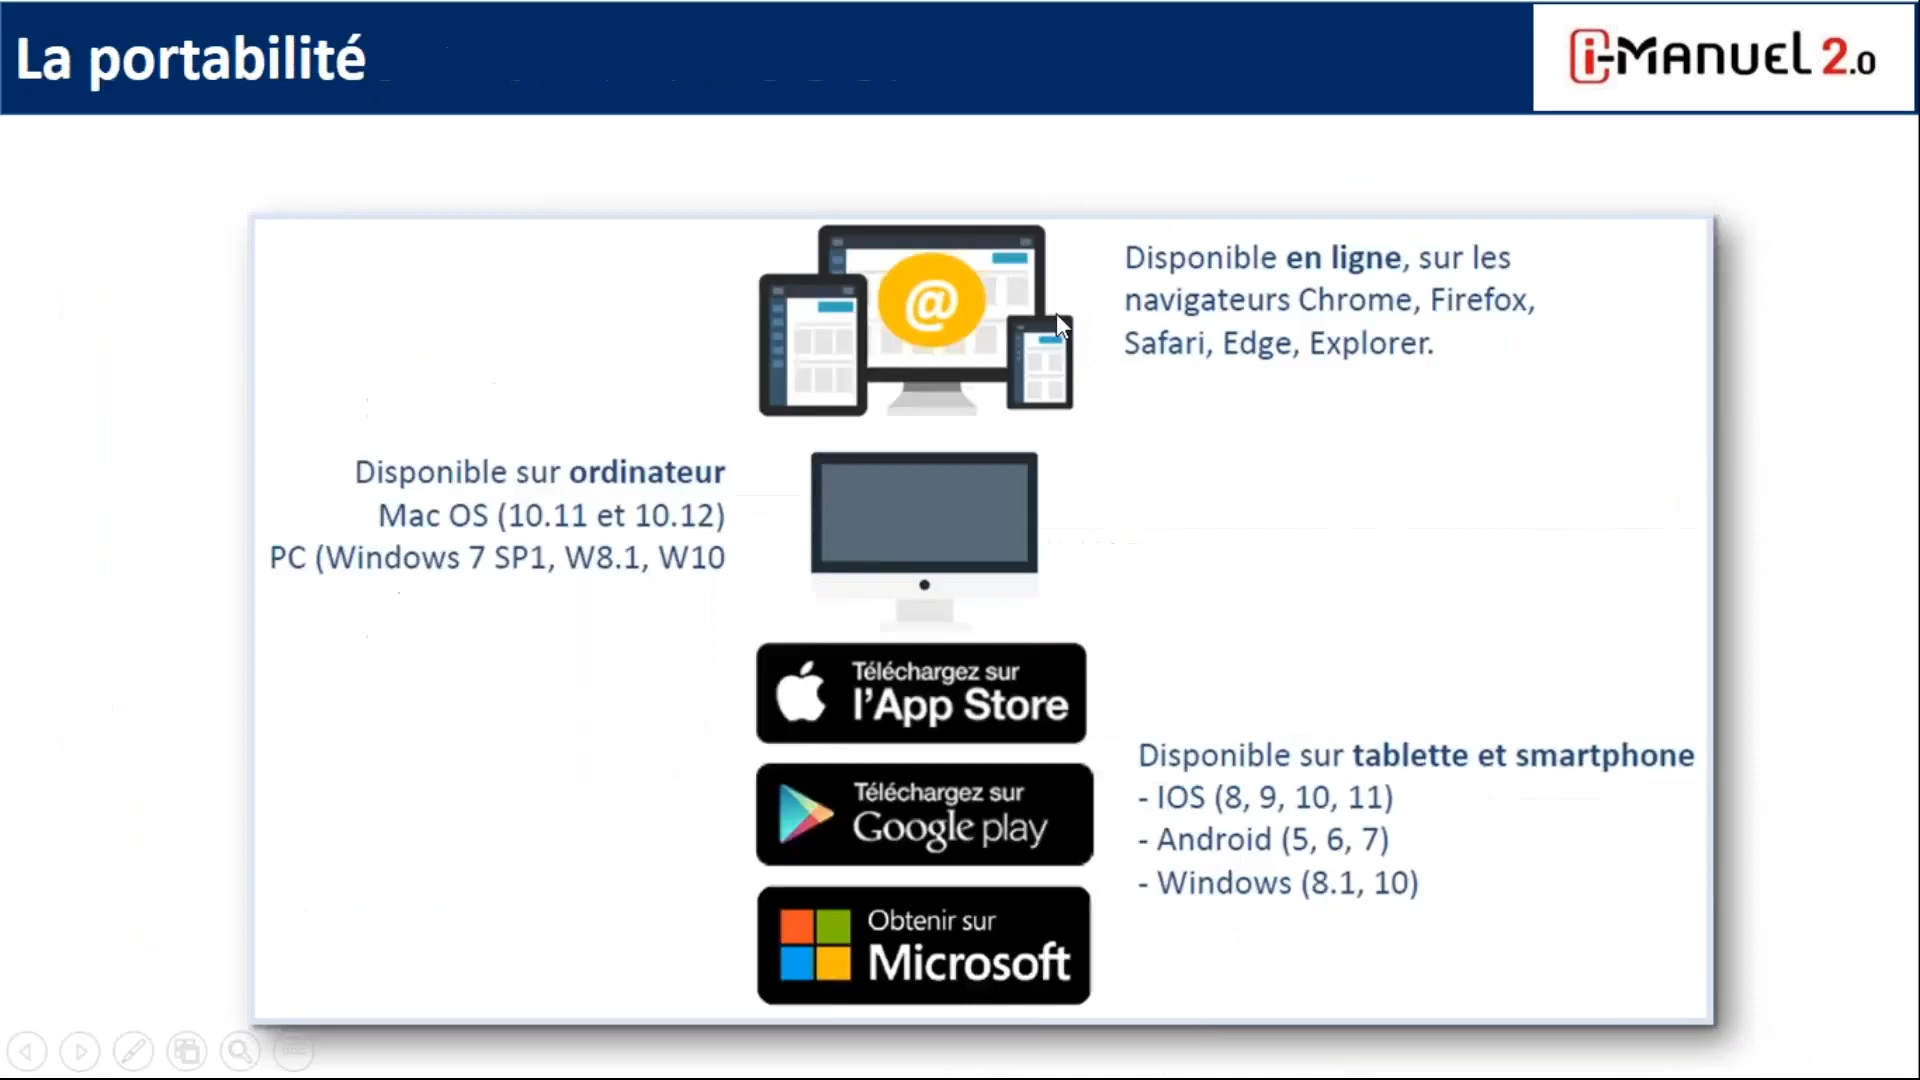 La portabilité
i-MANUEL 2.0
Disponible en ligne, sur les
navigateurs Chrome, Firefox,
Safari, Edge, Explorer.
@
Disponible sur ordinateur
Mac OS (10.11 et 10.12)
PC (Windows 7 SP1, W8.1, W10
Téléchargez sur
l'App Store
Téléchargez sur
Google play
Obtenir sur
Microsoft
Disponible sur tablette et smartphone
- IOS (8, 9, 10, 11)
- Android (5, 6, 7)
- Windows (8.1, 10)